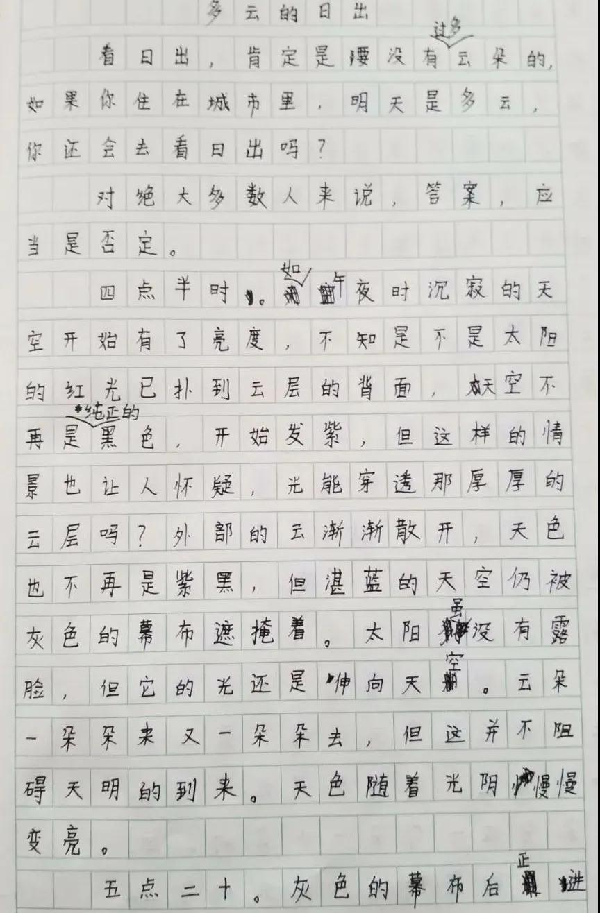 多云的日出
看日出，肯定是要没有过多云朵的，
如果你住在城市里，明天是多云，
你还会去看日出吗？
对绝大多数人来说，答案，应
当是否定。
四点半时。如午夜时沉寂的天
空开始有了亮度，不知是不是太阳
的红光已扑到云层的背面，天空不
再是纯正的黑色，开始发紫，但这样的情
景也让人怀疑，光能穿透那厚厚的
云层吗？外部的云渐渐散开，天色
也不再是紫黑，但湛蓝的天空仍被
灰色的幕布遮掩着。太阳虽没有露
脸，但它的光还是伸向天空。云朵
一朵朵来又一朵朵去，但这并不阻
碍天明的到来。天色随着光阴慢慢
变亮。
五点二十。灰色的幕布后正进